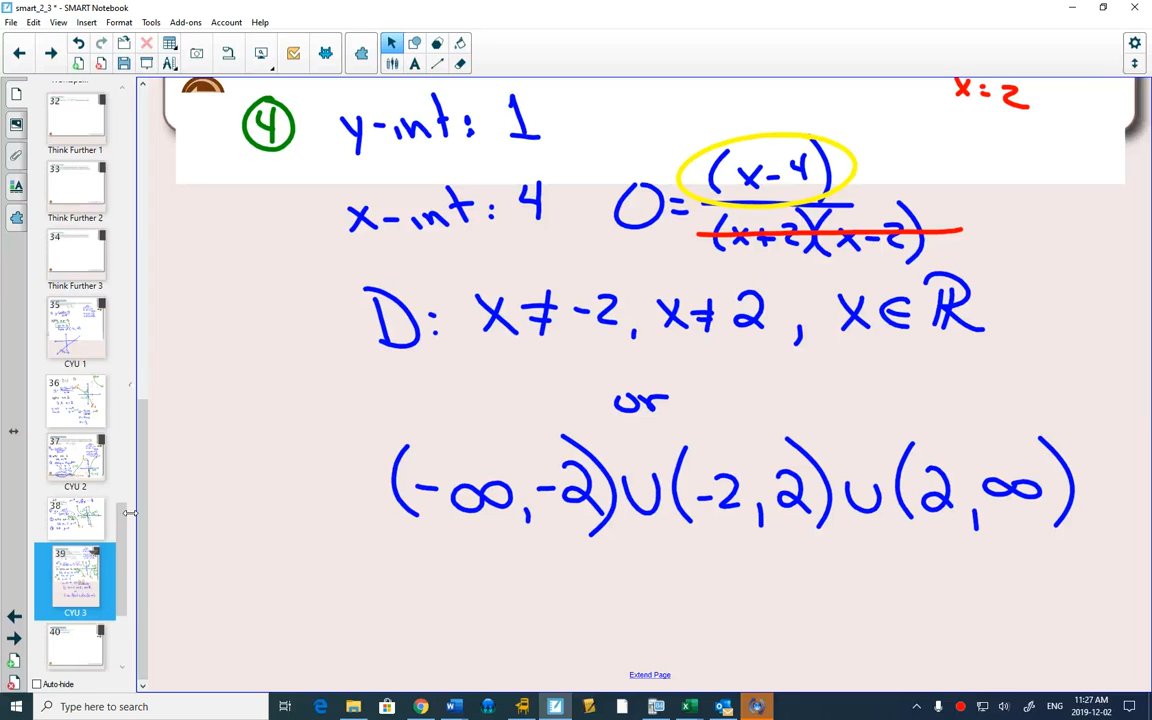 smart_2_3 * - SMART Notebook
File Edit View Insert Format Tools Add-ons Account Help
x = 2
④ y-int: 1
x-int: 4 0 = (x-4) / (x+2)(x-2)
D: x ≠ -2, x ≠ 2, x ∈ ℝ
or
(-∞, -2) ∪ (-2, 2) ∪ (2, ∞)
Extend Page
32
Think Further 1
33
Think Further 2
34
Think Further 3
35
CYU 1
36
37
CYU 2
38
39
CYU 3
40
Auto-hide
Type here to search
ENG
11:27 AM
2019-12-02